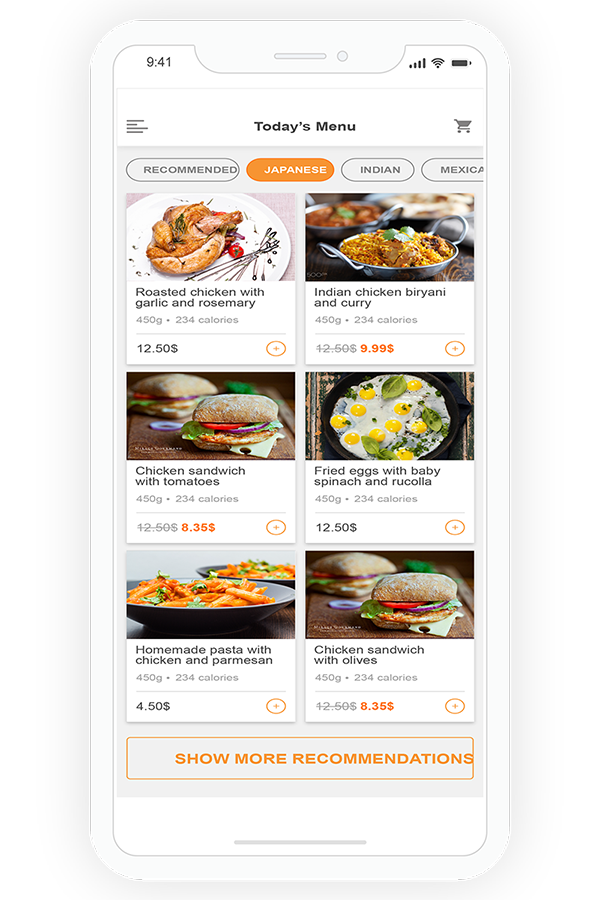 9:41
Today's Menu
RECOMMENDED JAPANESE INDIAN MEXICA
Roasted chicken with
garlic and rosemary
450g • 234 calories
12.50$
500
Indian chicken biryani
and curry
450g • 234 calories
12.50$ 9.99$
Chicken sandwich
with tomatoes
450g • 234 calories
12.50$ 8.35$
Fried eggs with baby
spinach and rucolla
450g • 234 calories
12.50$
Homemade pasta with
chicken and parmesan
450g • 234 calories
4.50$
Chicken sandwich
with olives
450g • 234 calories
12.50$ 8.35$
SHOW MORE RECOMMENDATIONS